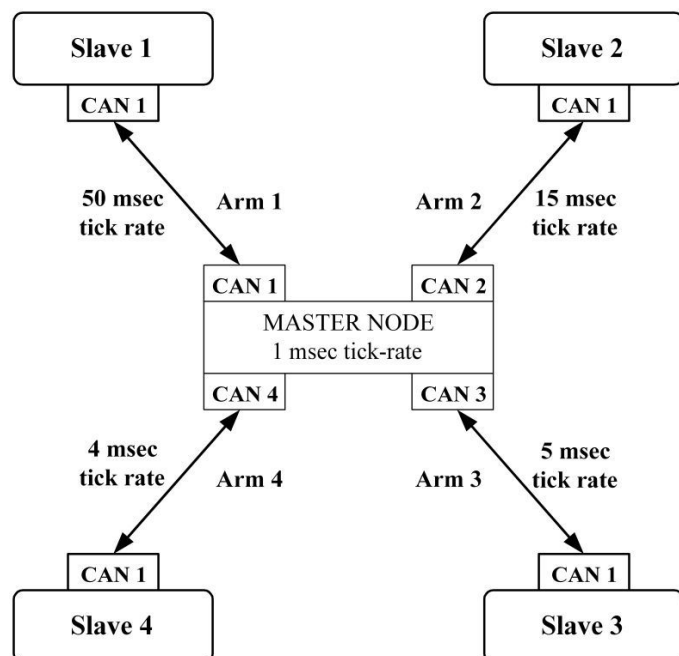 Slave 1
Slave 2
CAN 1
CAN 1
50 msec
tick rate
Arm 1
Arm 2
15 msec
tick rate
CAN 1
CAN 2
MASTER NODE
1 msec tick-rate
CAN 4
CAN 3
4 msec
tick rate
Arm 4
Arm 3
5 msec
tick rate
CAN 1
CAN 1
Slave 4
Slave 3